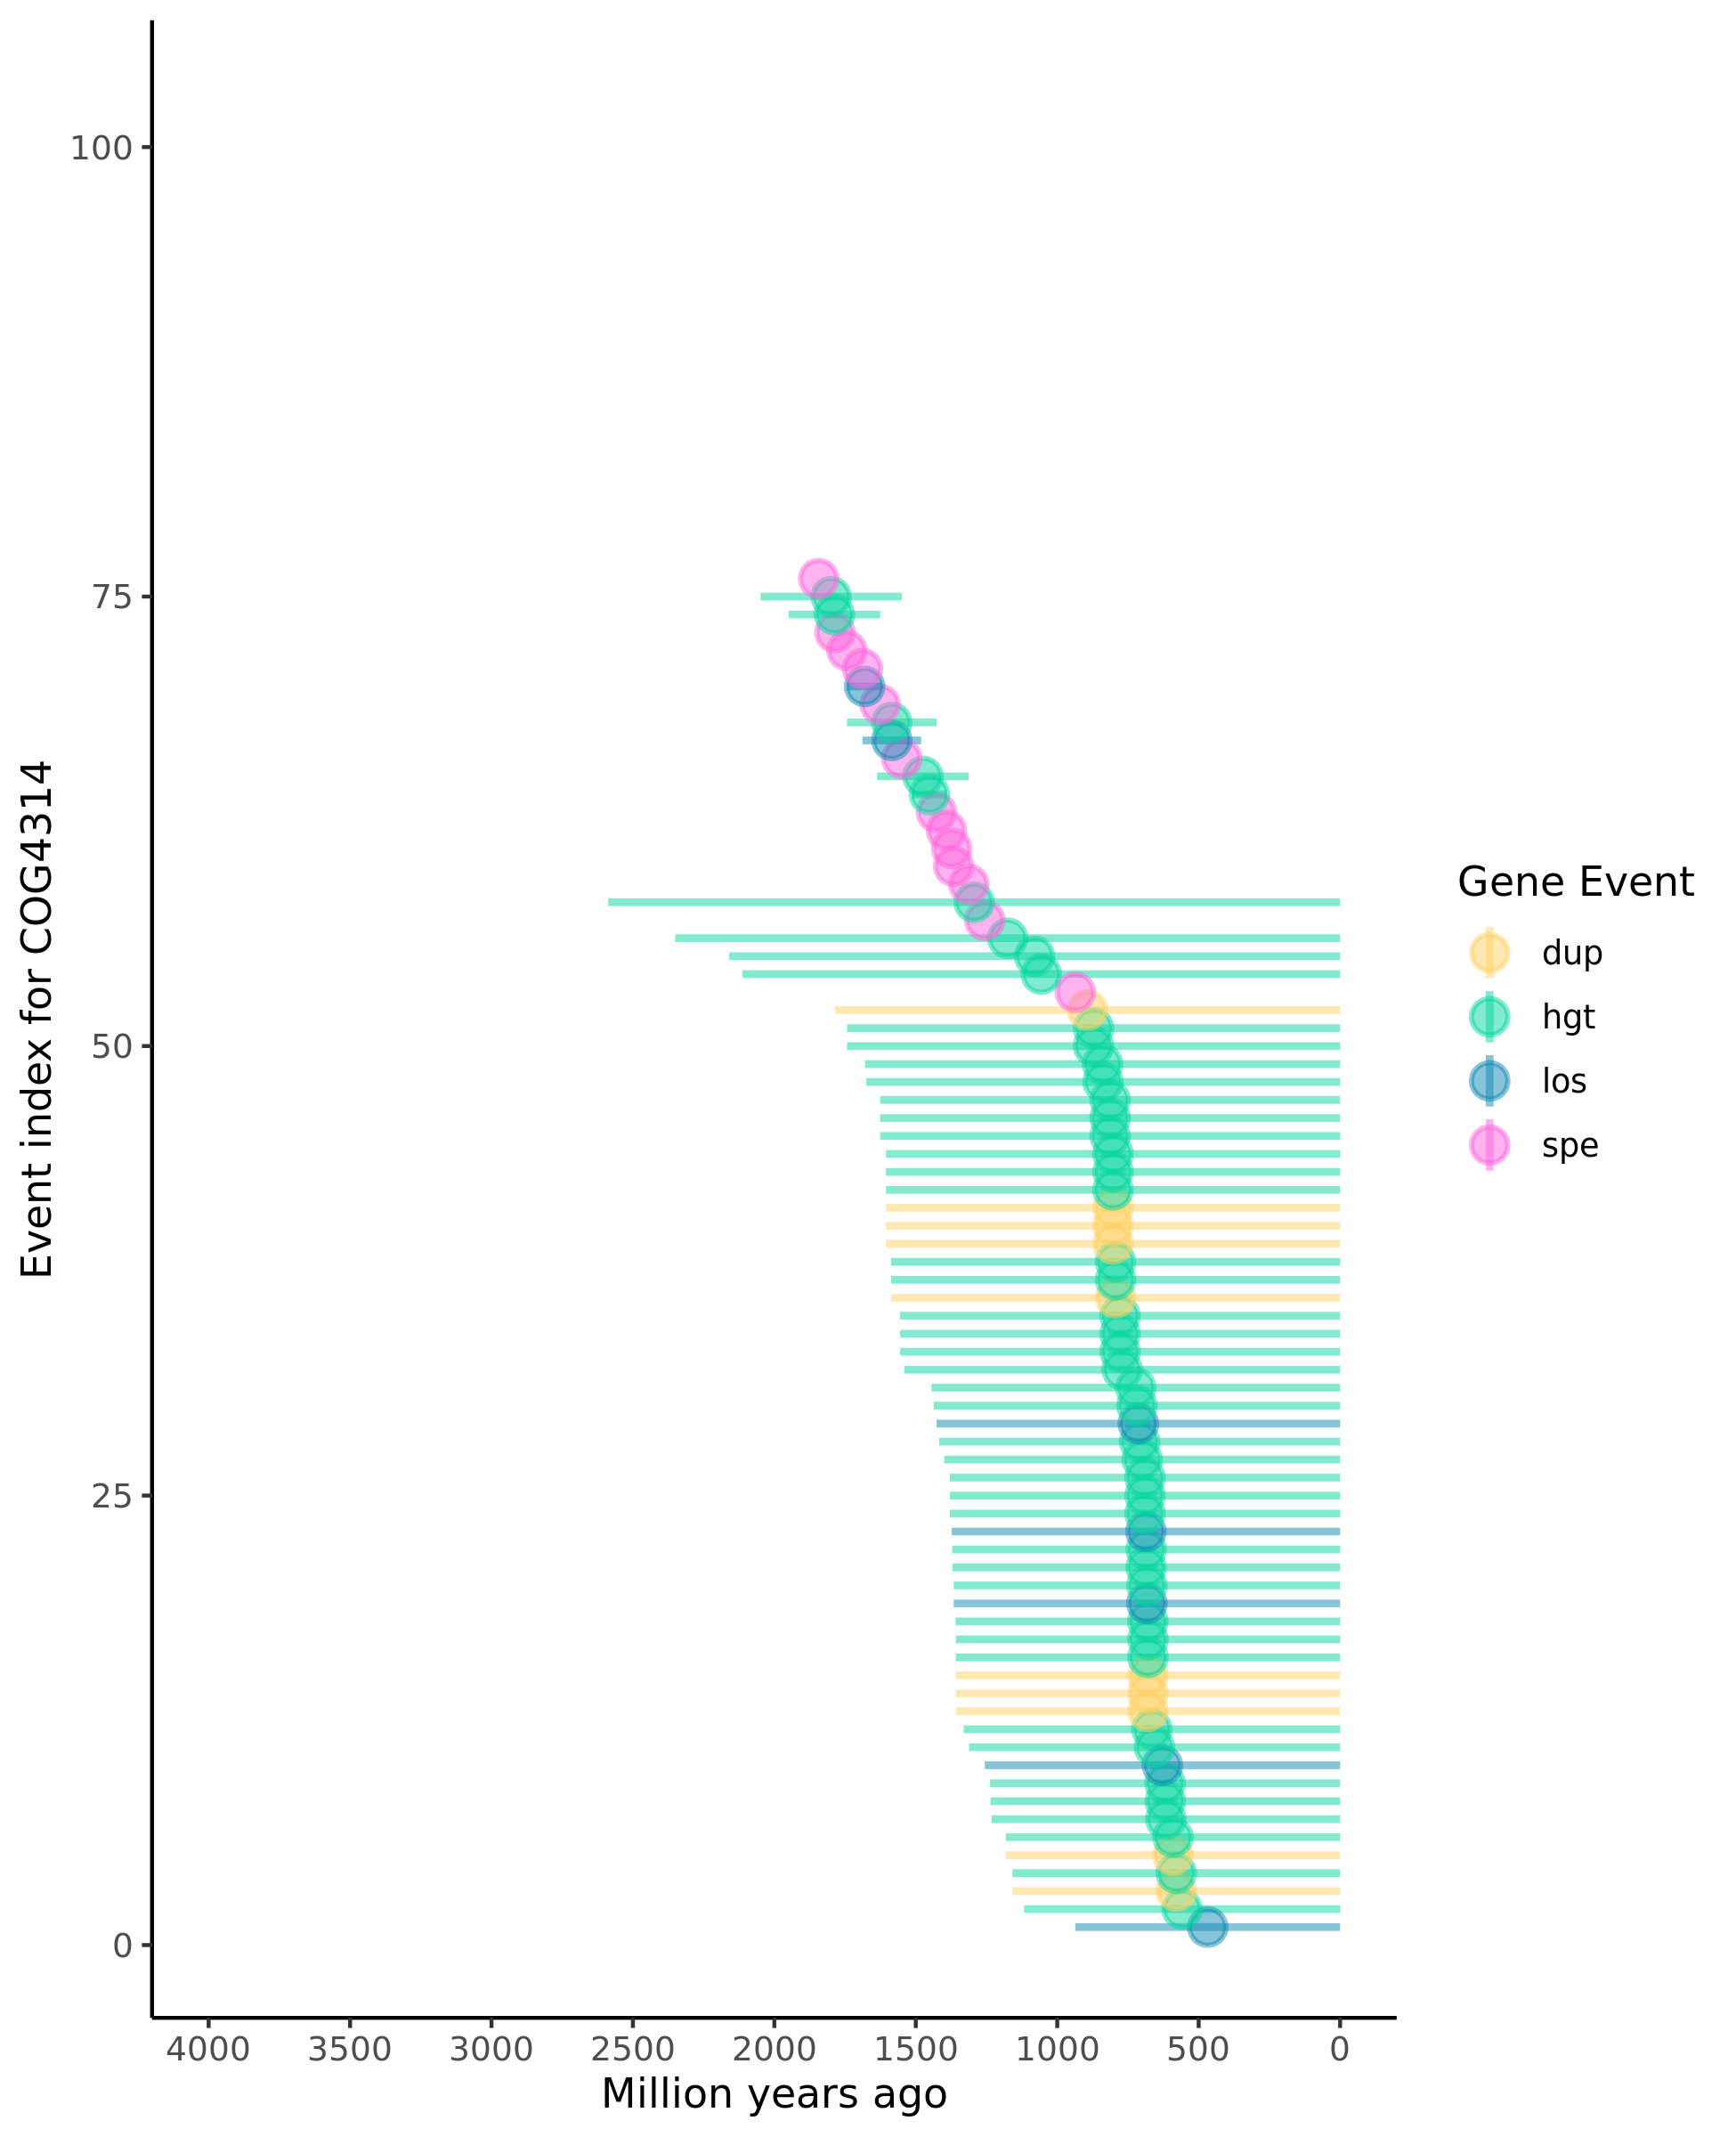 100
75
50
25
0
Event index for COG4314
4000 3500 3000 2500 2000 1500 1000 500 0
Million years ago
Gene Event
dup
hgt
los
spe